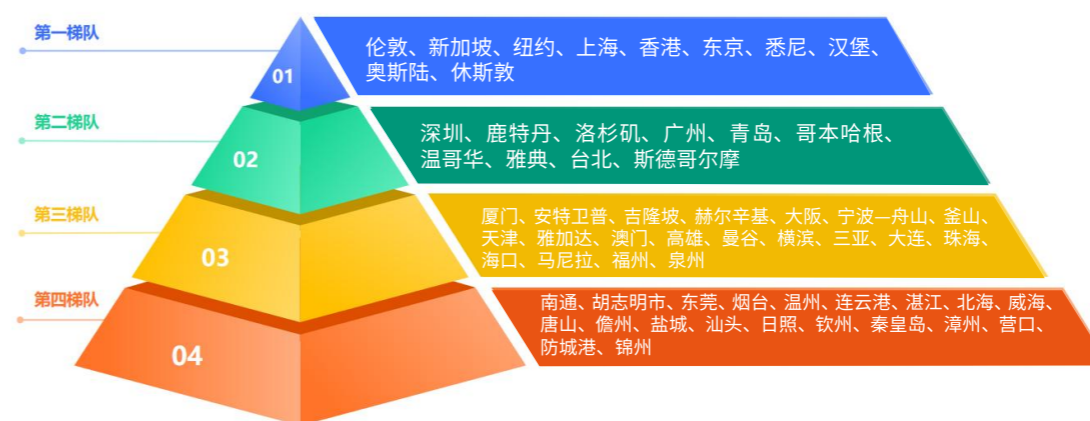 第一梯队
01
伦敦、新加坡、纽约、上海、香港、东京、悉尼、汉堡、
奥斯陆、休斯敦
第二梯队
02
深圳、鹿特丹、洛杉矶、广州、青岛、哥本哈根、
温哥华、雅典、台北、斯德哥尔摩
第三梯队
03
厦门、安特卫普、吉隆坡、赫尔辛基、大阪、宁波—舟山、釜山、
天津、雅加达、澳门、高雄、曼谷、横滨、三亚、大连、珠海、
海口、马尼拉、福州、泉州
第四梯队
04
南通、胡志明市、东莞、烟台、温州、连云港、湛江、北海、威海、
唐山、儋州、盐城、汕头、日照、钦州、秦皇岛、漳州、营口、
防城港、锦州